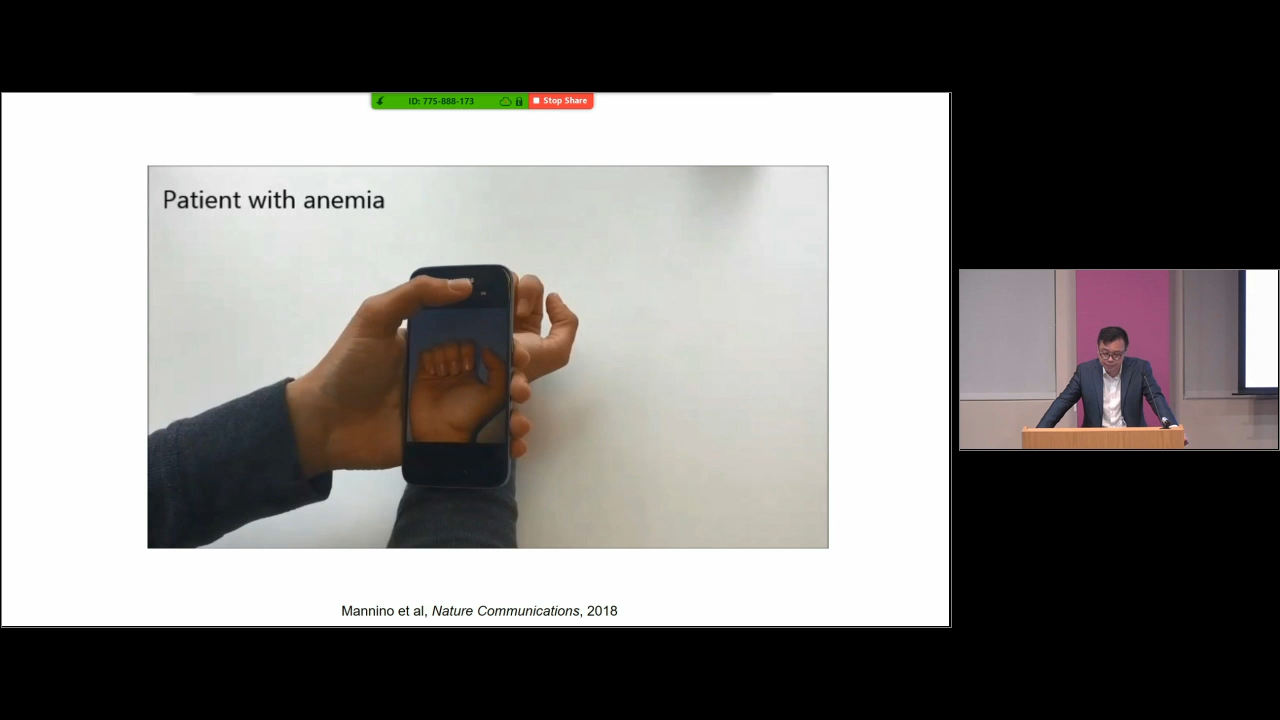 ID: 775-888-173
Stop Share
Patient with anemia
Mannino et al, Nature Communications, 2018